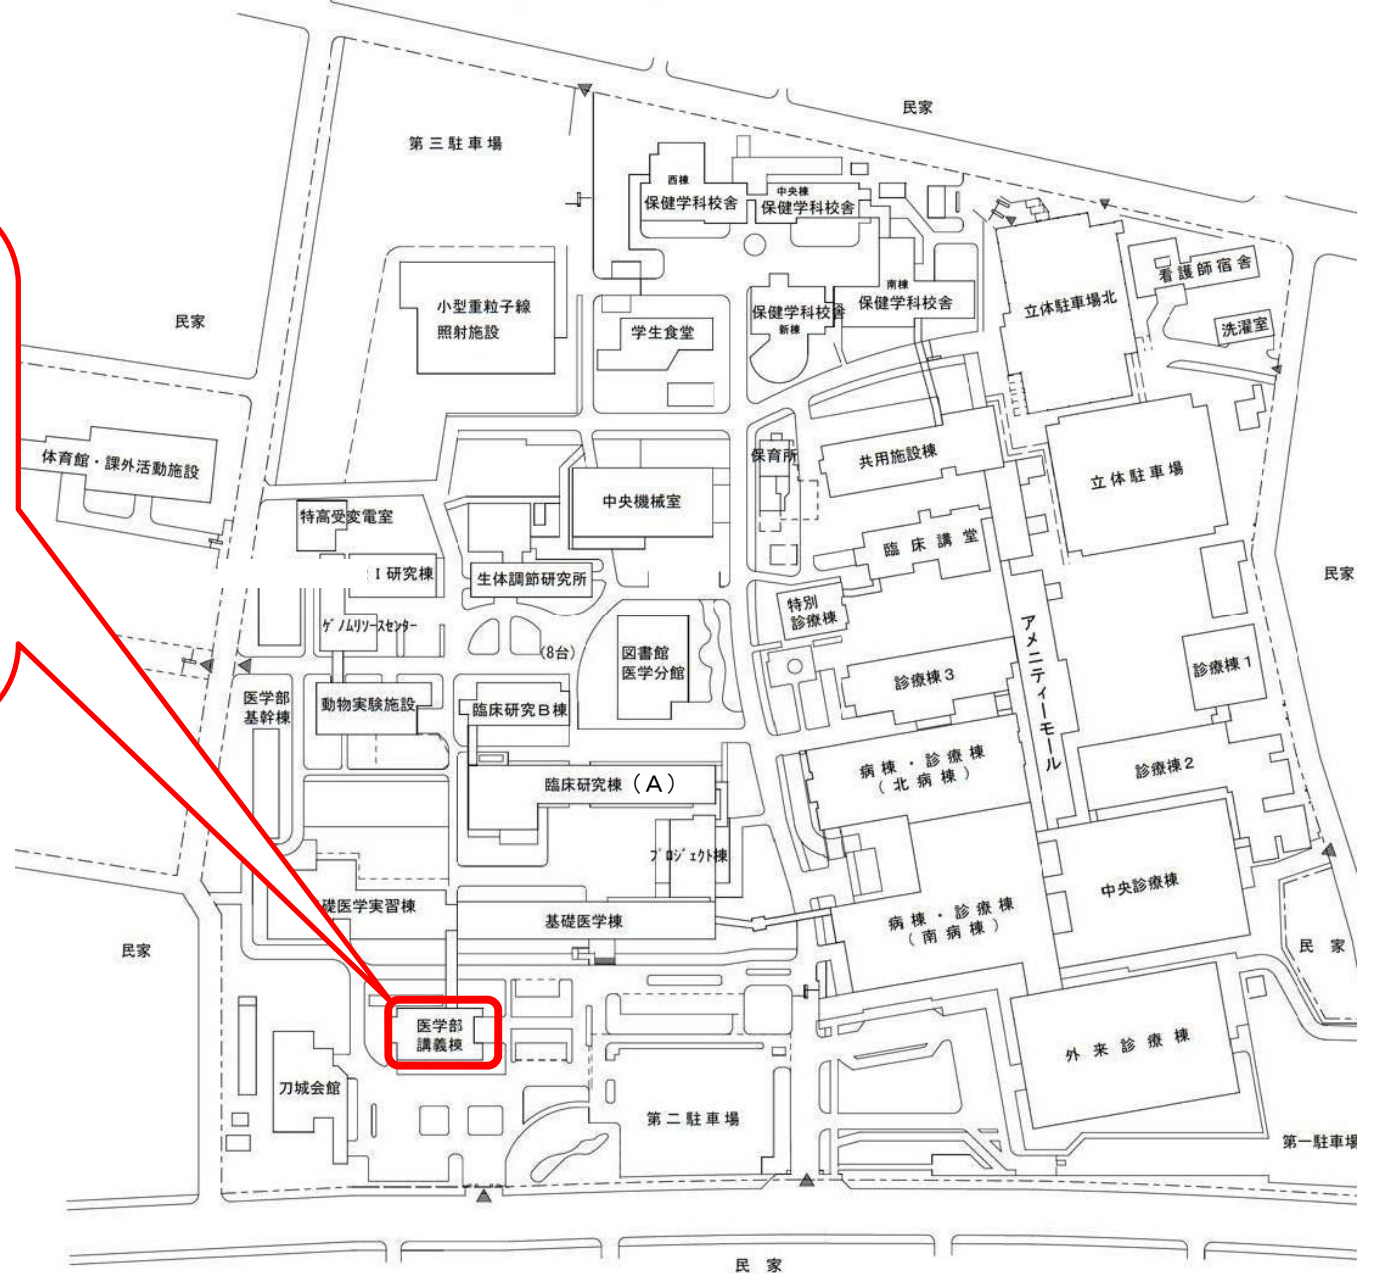 民家
第三駐車場
西棟
保健学科校舎
中央棟
保健学科校舎
看護師宿舎
南棟
保健学科校舎
立体駐車場北
小型重粒子線
照射施設
民家
学生食堂
保健学科校舎
新棟
洗濯室
体育館・課外活動施設
保育所
共用施設棟
立体駐車場
中央機械室
特高受変電室
臨床講堂
I 研究棟
生体調節研究所
民家
特別
診療棟
ゲノムリソースセンター
(8台)
図書館
医学分館
アメニティーモール
診療棟1
診療棟3
医学部
基幹棟
動物実験施設
臨床研究B棟
病棟・診療棟
(北病棟)
診療棟2
臨床研究棟(A)
プロジェクト棟
中央診療棟
礎医学実習棟
基礎医学棟
病棟・診療棟
(南病棟)
民家
民家
医学部
講義棟
外来診療棟
刀城会館
第二駐車場
第一駐車場
民家